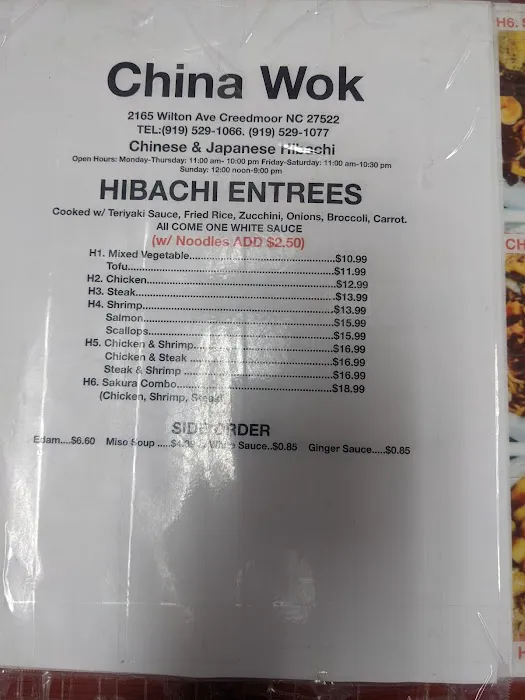 China Wok
2165 Wilton Ave Creedmoor NC 27522
TEL:(919) 529-1066. (919) 529-1077
Chinese & Japanese Hibachi
Open Hours: Monday-Thursday: 11:00 am- 10:00 pm Friday-Saturday: 11:00 am-10:30 pm
Sunday: 12:00 noon-9:00 pm
HIBACHI ENTREES
Cooked w/ Teriyaki Sauce, Fried Rice, Zucchini, Onions, Broccoli, Carrot.
All COME ONE WHITE SAUCE
(w/ Noodles ADD $2.50)
H1. Mixed Vegetable....$10.99
Tofu....$11.99
H2. Chicken....$12.99
H3. Steak....$13.99
H4. Shrimp....$13.99
Salmon....$15.99
Scallops....$15.99
H5. Chicken & Shrimp....$16.99
Chicken & Steak ....$16.99
Steak & Shrimp ....$16.99
H6. Sakura Combo....$18.99
(Chicken, Shrimp, Steak)
SIDE ORDER
Edam....$6.60 Miso Soup ..... White Sauce..$0.85 Ginger Sauce.....$0.85
H6.
CH
H